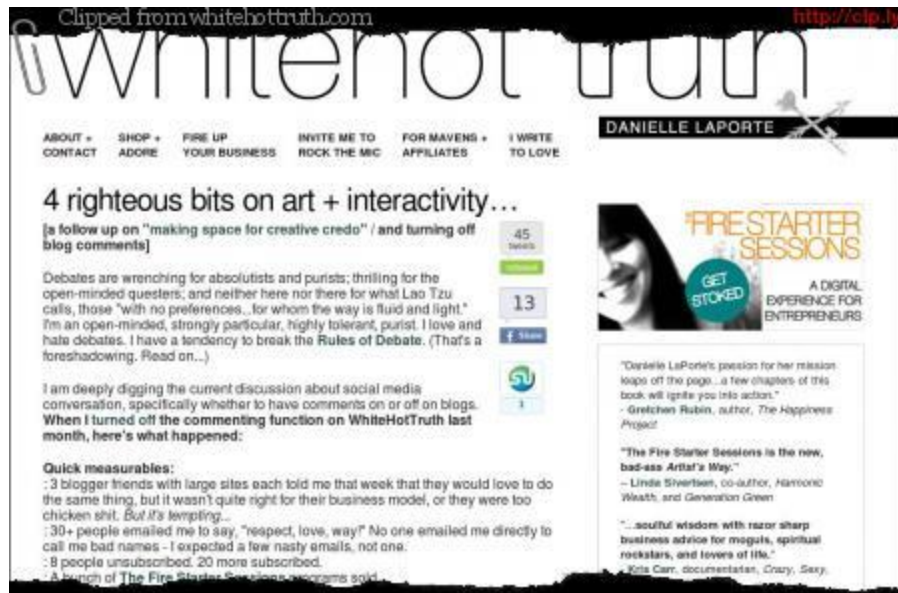 Clipped from whitehottruth.com
http://clp.ly
whitehot truth
DANIELLE LAPORTE
ABOUT + CONTACT
SHOP + ADORE
FIRE UP YOUR BUSINESS
INVITE ME TO ROCK THE MIC
FOR MAVENS + AFFILIATES
I WRITE TO LOVE
4 righteous bits on art + interactivity…
[a follow up on "making space for creative credo" / and turning off
blog comments]
Debates are wrenching for absolutists and purists; thrilling for the
open-minded questers; and neither here nor there for what Lao Tzu
calls, those "with no preferences...for whom the way is fluid and light."
I'm an open-minded, strongly particular, highly tolerant, purist. I love and
hate debates. I have a tendency to break the Rules of Debate. (That's a
foreshadowing. Read on...)
I am deeply digging the current discussion about social media
conversation, specifically whether to have comments on or off on blogs.
When I turned off the commenting function on WhiteHotTruth last
month, here's what happened:
Quick measurables:
: 3 blogger friends with large sites each told me that week that they would love to do
the same thing, but it wasn't quite right for their business model, or they were too
chicken shit. But it's tempting...
: 30+ people emailed me to say, "respect, love, way!" No one emailed me directly to
call me bad names - I expected a few nasty emails, not one.
: 8 people unsubscribed. 20 more subscribed.
: A bunch of The Fire Starter Sessions programs sold
45
tweets
13
Share
1
THE FIRE STARTER
SESSIONS
GET
STOKED
A DIGITAL
EXPERIENCE FOR
ENTREPRENEURS
"Danielle LaPorte's passion for her mission
leaps off the page...a few chapters of this
book will ignite you into action."
- Gretchen Rubin, author, The Happiness
Project
"The Fire Starter Sessions is the new,
bad-ass Artist's Way."
– Linda Sivertsen, co-author, Harmonic
Wealth, and Generation Green
"...soulful wisdom with razor sharp
business advice for moguls, spiritual
rockstars, and lovers of life."
- Kris Carr, documentarian, Crazy, Sexy,